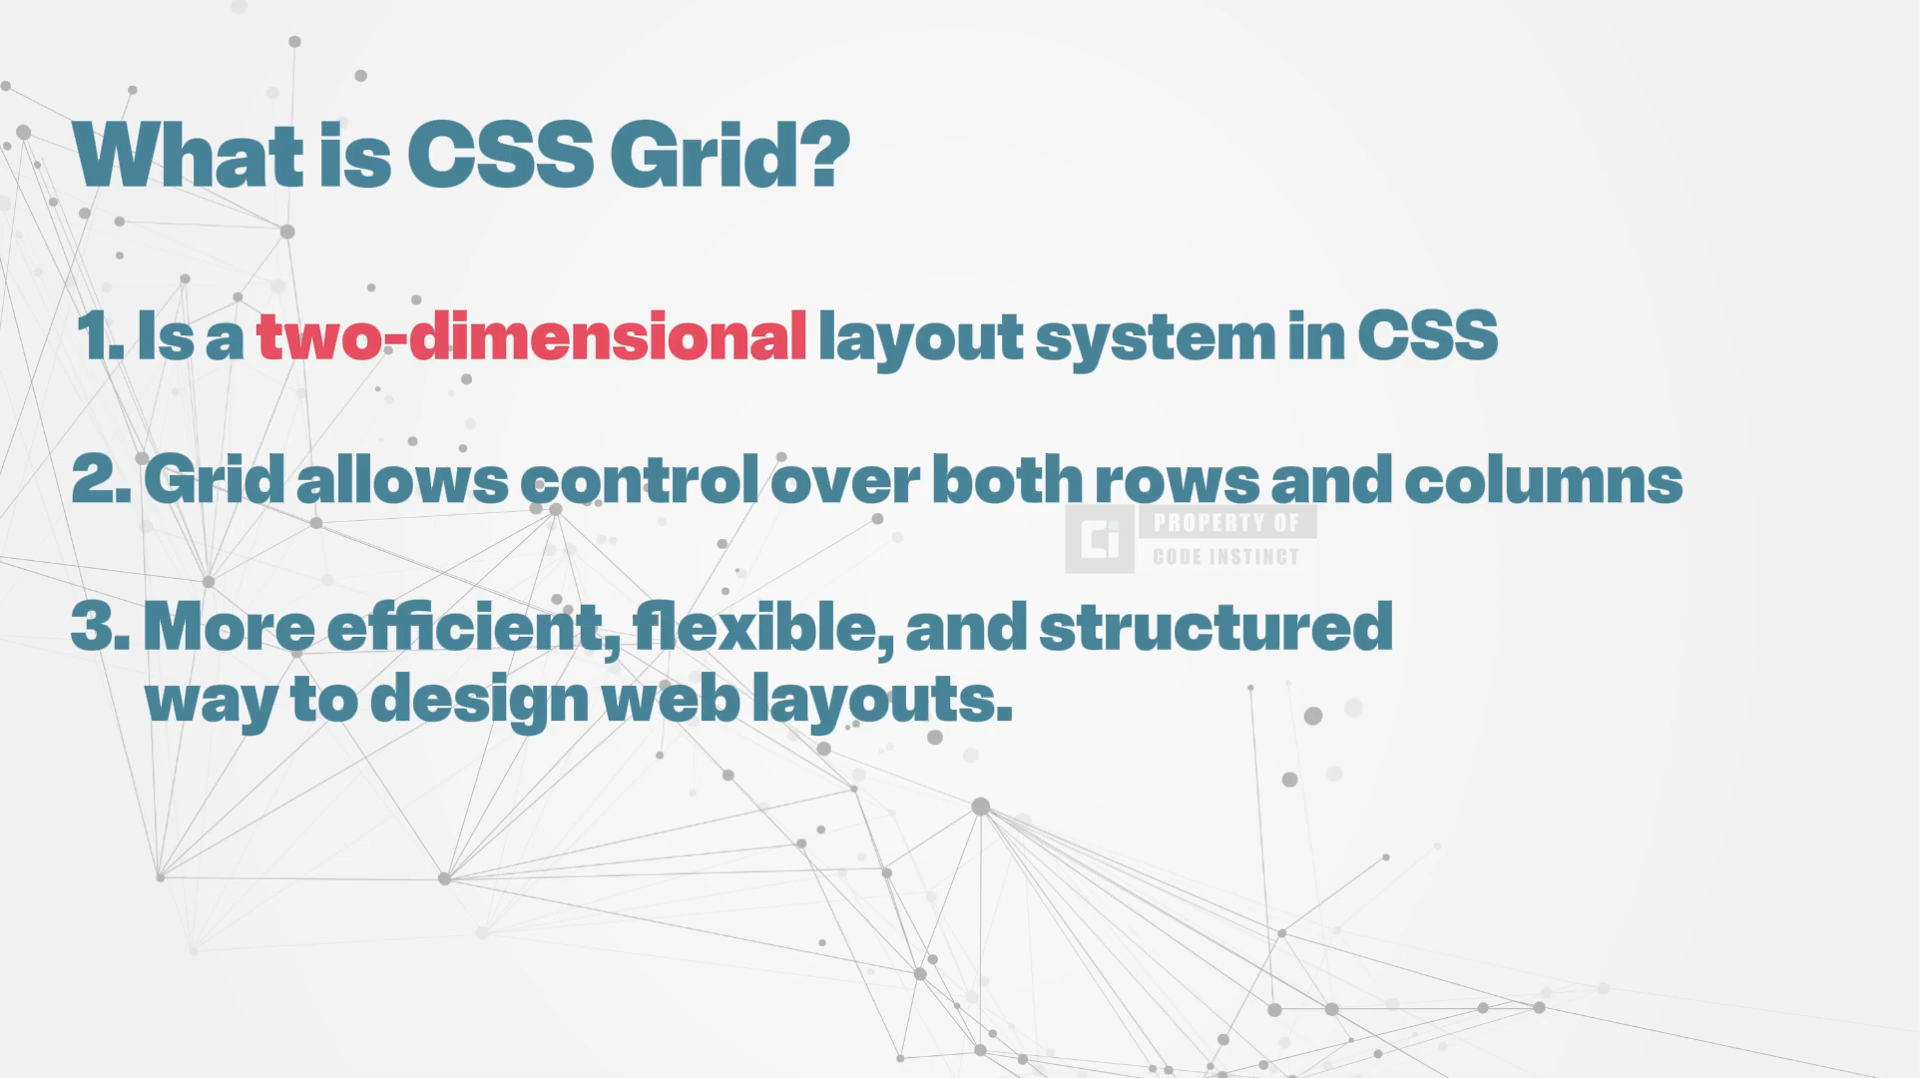 What is CSS Grid?
1. Is a two-dimensional layout system in CSS
2. Grid allows control over both rows and columns
PROPERTY OF
CODE INSTINCT
3. More efficient, flexible, and structured
way to design web layouts.